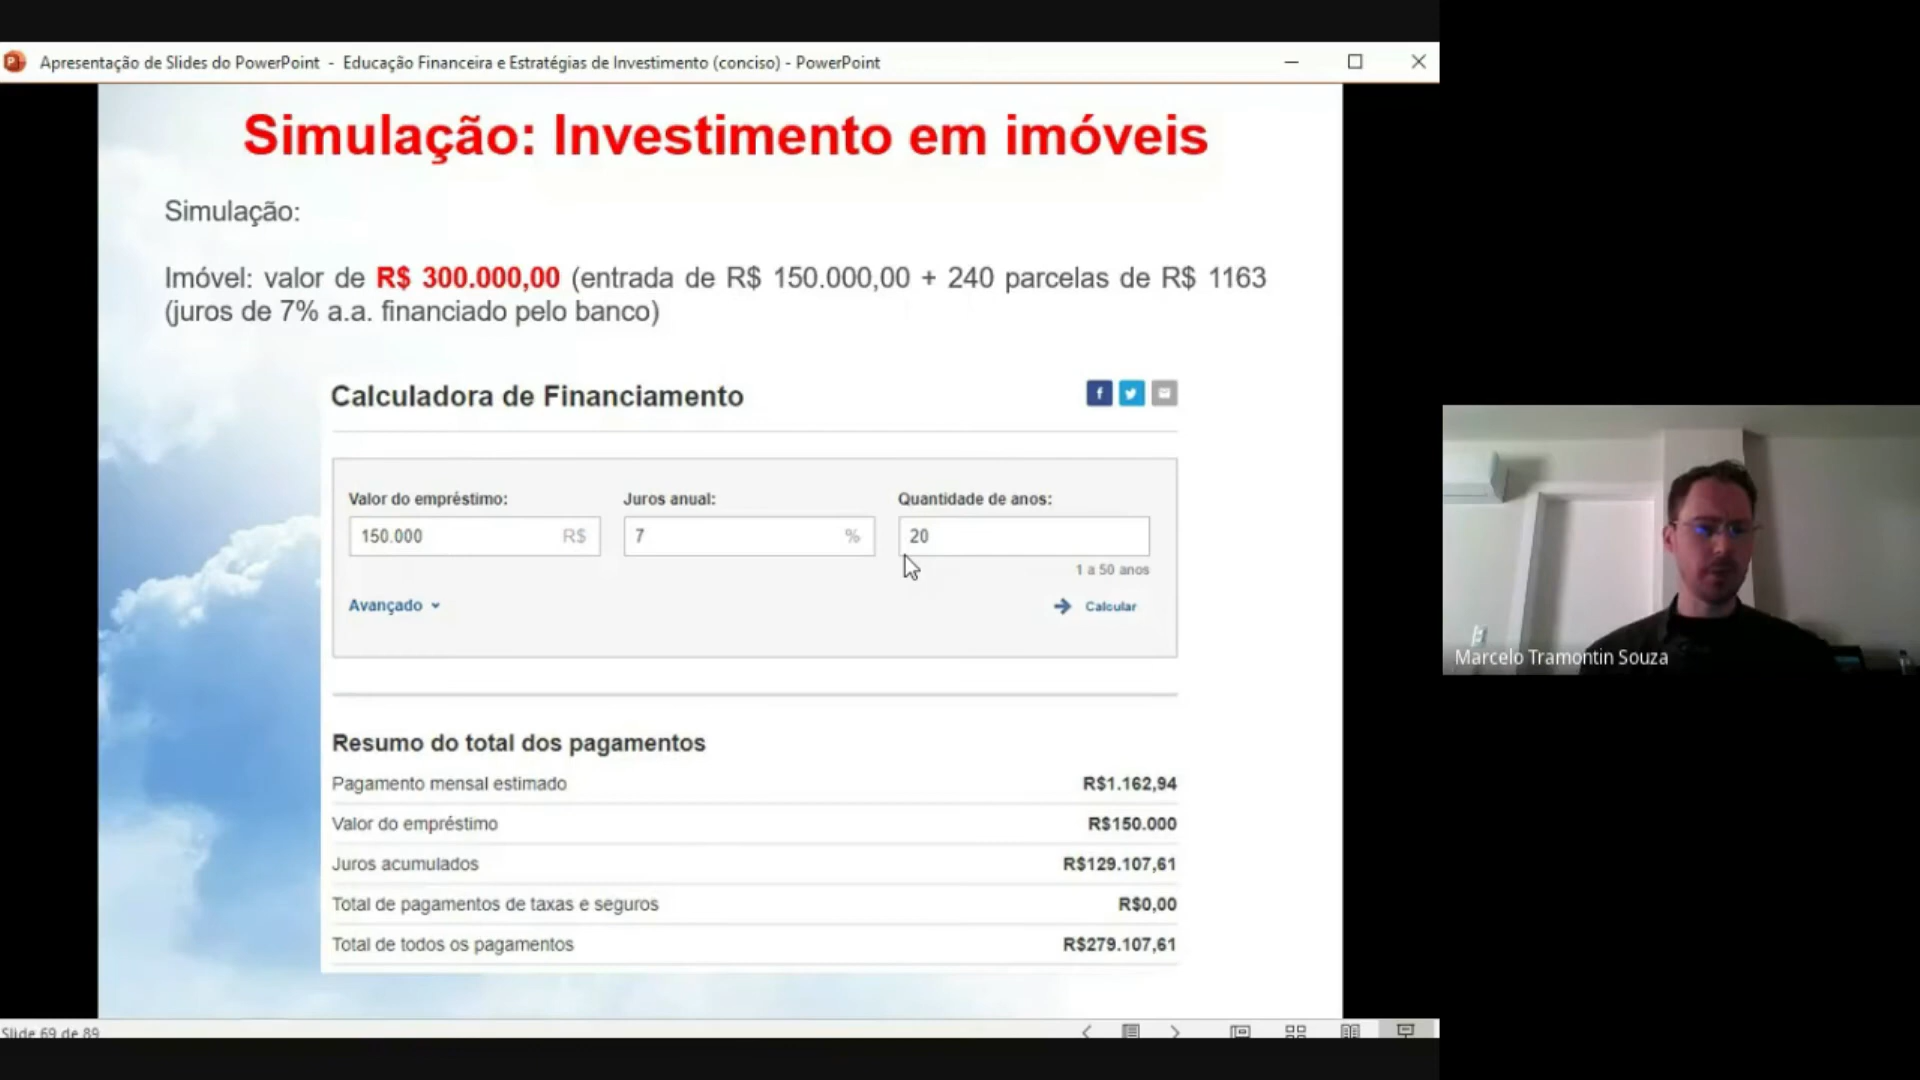 Apresentação de Slides do PowerPoint - Educação Financeira e Estratégias de Investimento (conciso) - PowerPoint
Simulação: Investimento em imóveis
Simulação:
Imóvel: valor de R$ 300.000,00 (entrada de R$ 150.000,00 + 240 parcelas de R$ 1163
(juros de 7% a.a. financiado pelo banco)
Calculadora de Financiamento
Valor do empréstimo: Juros anual: Quantidade de anos:
150.000 R$ 7 % 20
1 a 50 anos
Avançado Calcular
Resumo do total dos pagamentos
Pagamento mensal estimado R$1.162,94
Valor do empréstimo R$150.000
Juros acumulados R$129.107,61
Total de pagamentos de taxas e seguros R$0,00
Total de todos os pagamentos R$279.107,61
Slide 69 de 89
Marcelo Tramontin Souza